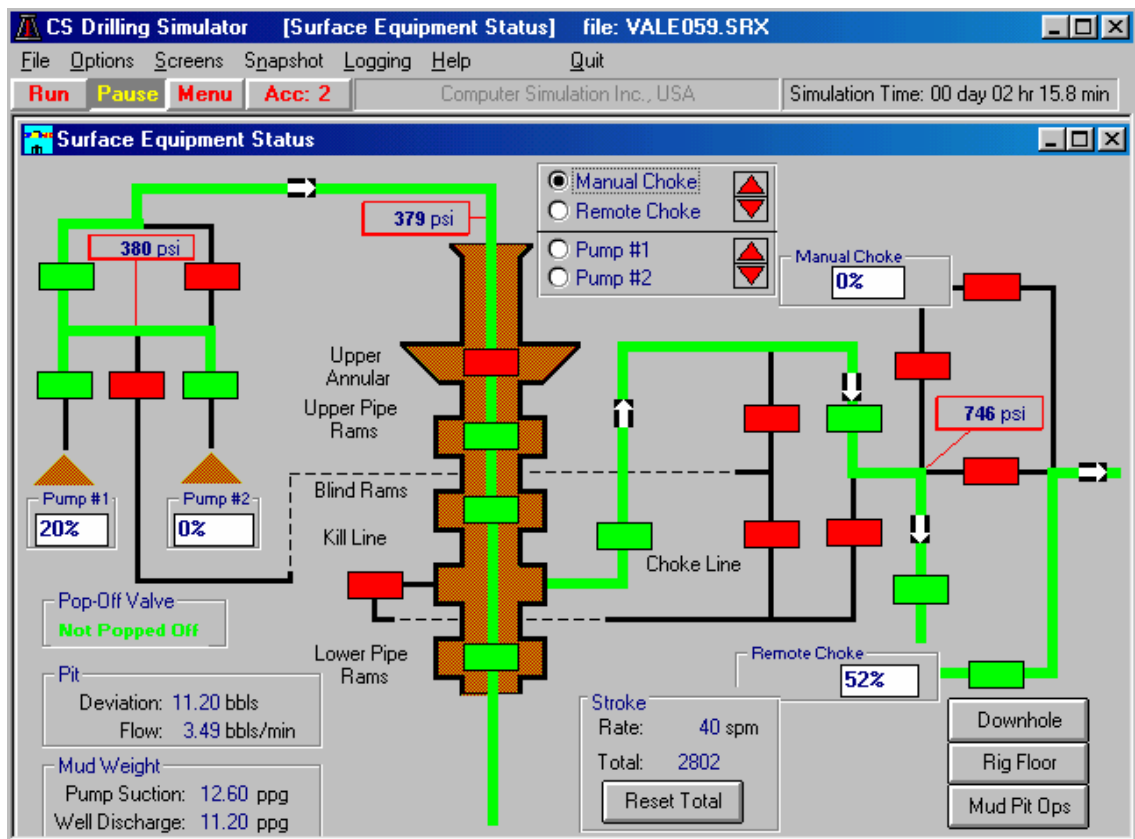 CS Drilling Simulator [Surface Equipment Status] file: VALE059.SRX
File Options Screens Snapshot Logging Help Quit
Run Pause Menu Acc: 2 Computer Simulation Inc., USA Simulation Time: 00 day 02 hr 15.8 min
Surface Equipment Status
Manual Choke
Remote Choke
Pump #1
Pump #2
379 psi
380 psi
Manual Choke
0%
Upper
Annular
Upper Pipe
Rams
746 psi
Blind Rams
Pump #1
20%
Pump #2
0%
Kill Line
Choke Line
Pop-Off Valve
Not Popped Off
Lower Pipe
Rams
Remote Choke
52%
Pit
Deviation: 11.20 bbls
Flow: 3.49 bbls/min
Stroke
Rate: 40 spm
Total: 2802
Reset Total
Downhole
Rig Floor
Mud Pit Ops
Mud Weight
Pump Suction: 12.60 ppg
Well Discharge: 11.20 ppg